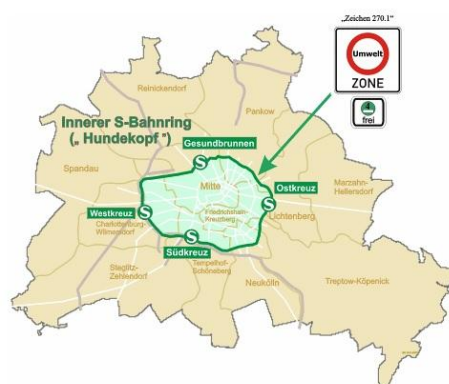 „Zeichen 270.1“
Umwelt
ZONE
4
frei
Reinickendorf
Pankow
Innerer S-Bahnring
(„ Hundekopf ”)
Gesundbrunnen
S
Spandau
Mitte
Ostkreuz
Marzahn-
Hellersdorf
Westkreuz
S
Friedrichshain-
Kreuzberg
S
Lichtenberg
Charlottenburg-
Wilmersdorf
S
Südkreuz
Tempelhof-
Schöneberg
Steglitz-
Zehlendorf
Neukölln
Treptow-Köpenick